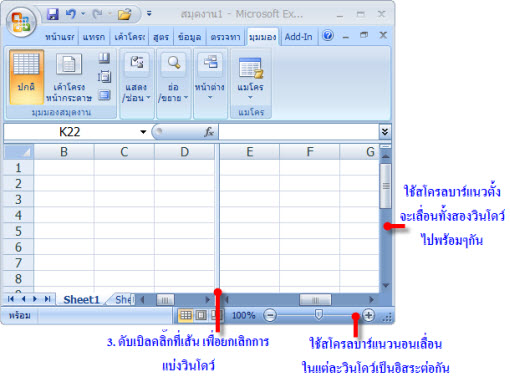 สมุดงาน1 - Microsoft Ex...
หน้าแรก แทรก เค้าโครง สูตร ข้อมูล ตรวจทา มุมมอง Add-In
ปกติ เค้าโครง แสดง ย่อ หน้าต่าง แมโคร
หน้ากระดาษ /ซ่อน /ขยาย
มุมมองสมุดงาน แมโคร
K22 fx
B C D E F G
1
2
3
4
5
6
7
8
Sheet1 She
พร้อม 100%
ใช้สโครลบาร์แนวตั้ง
จะเลื่อนทั้งสองวินโดว์
ไปพร้อมๆกัน
3. ดับเบิลคลิ๊กที่เส้น เพื่อยกเลิกการ
แบ่งวินโดว์
ใช้สโครลบาร์แนวนอนเลื่อน
ในแต่ละวินโดว์เป็นอิสระต่อกัน